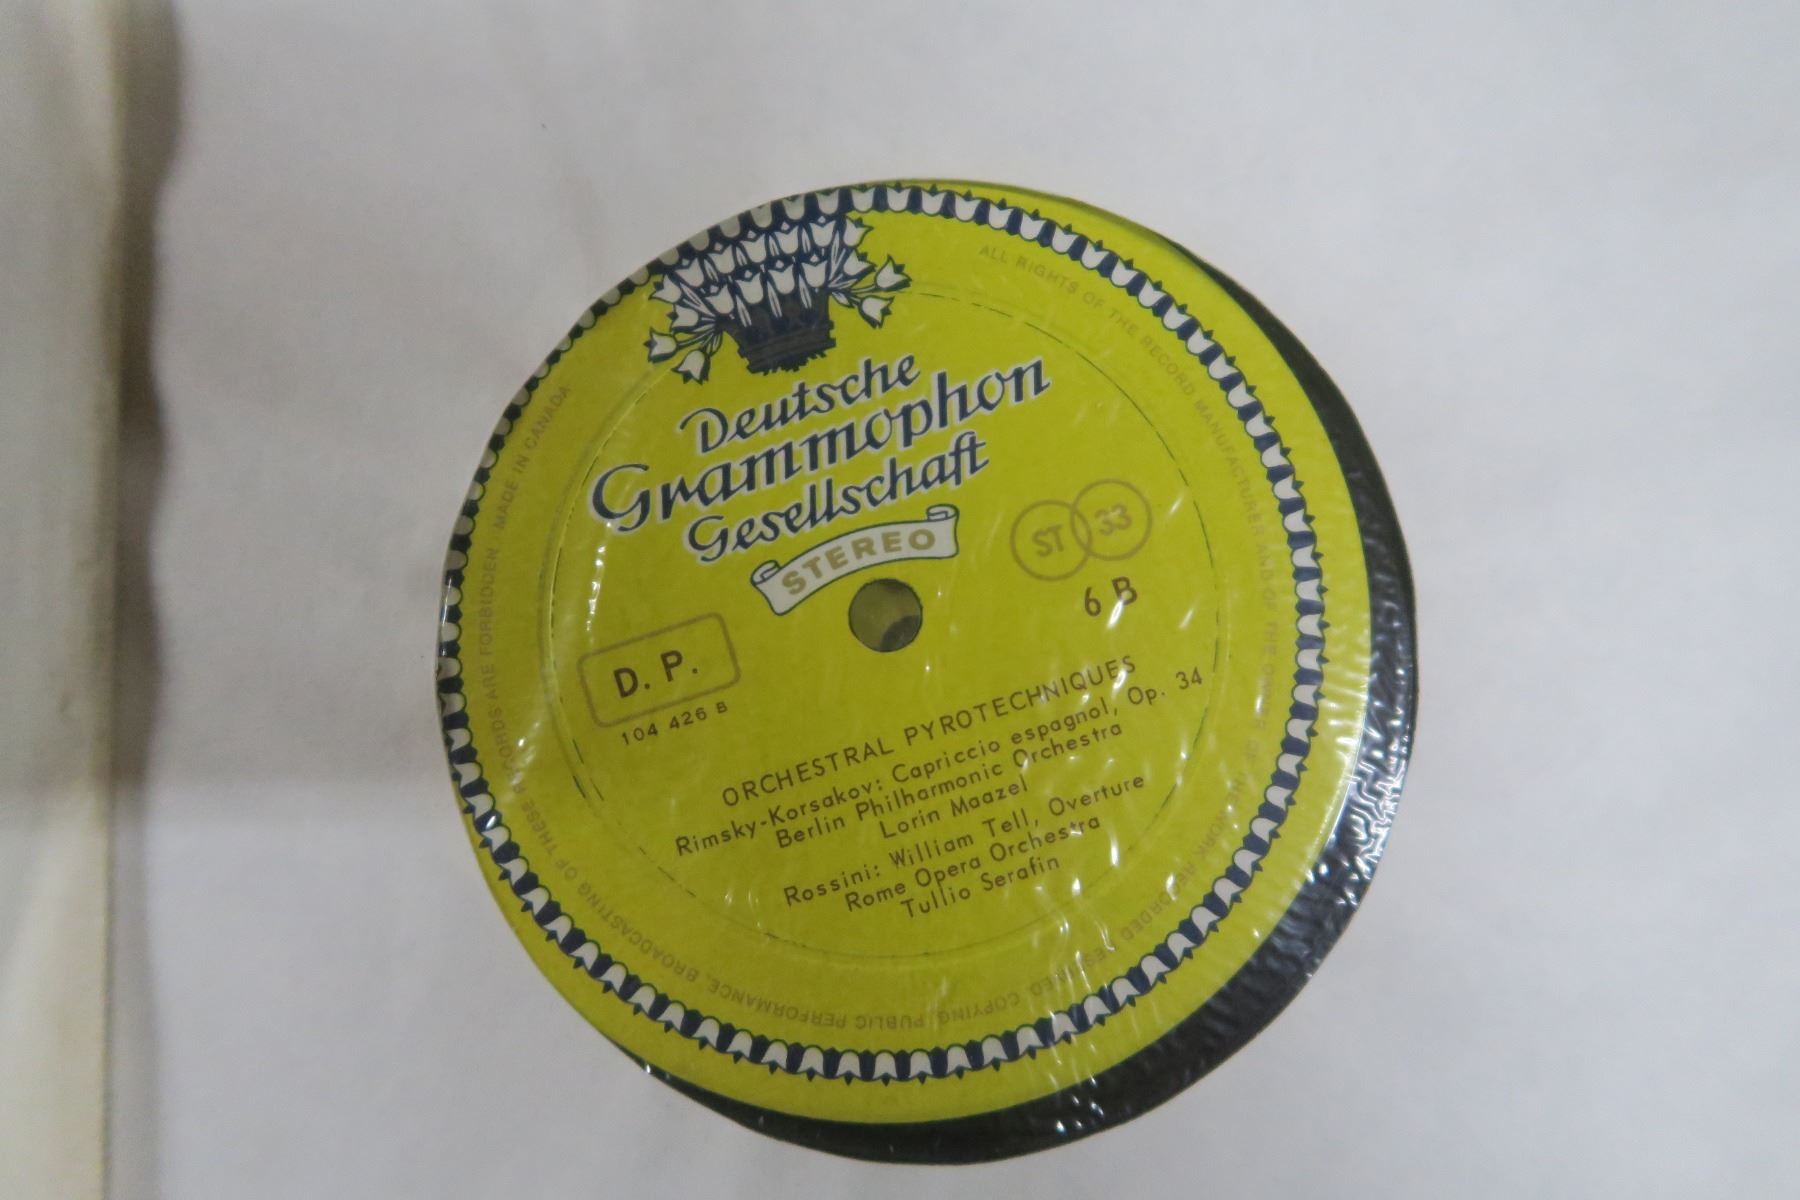 Deutsche
Grammophon
Gesellschaft
STEREO
ST 33
6 B
D. P.
104 426 B
ORCHESTRAL PYROTECHNIQUES
Rimsky-Korsakov: Capriccio espagnol, Op. 34
Berlin Philharmonic Orchestra
Lorin Maazel
Rossini: William Tell, Overture
Rome Opera Orchestra
Tullio Serafin
ALL RIGHTS OF THE RECORD MANUFACTURER AND OF THE OWNER OF THE WORK RECORDED RESERVED. COPYING, PUBLIC PERFORMANCE, BROADCASTING OF THESE RECORDS ARE FORBIDDEN. MADE IN CANADA